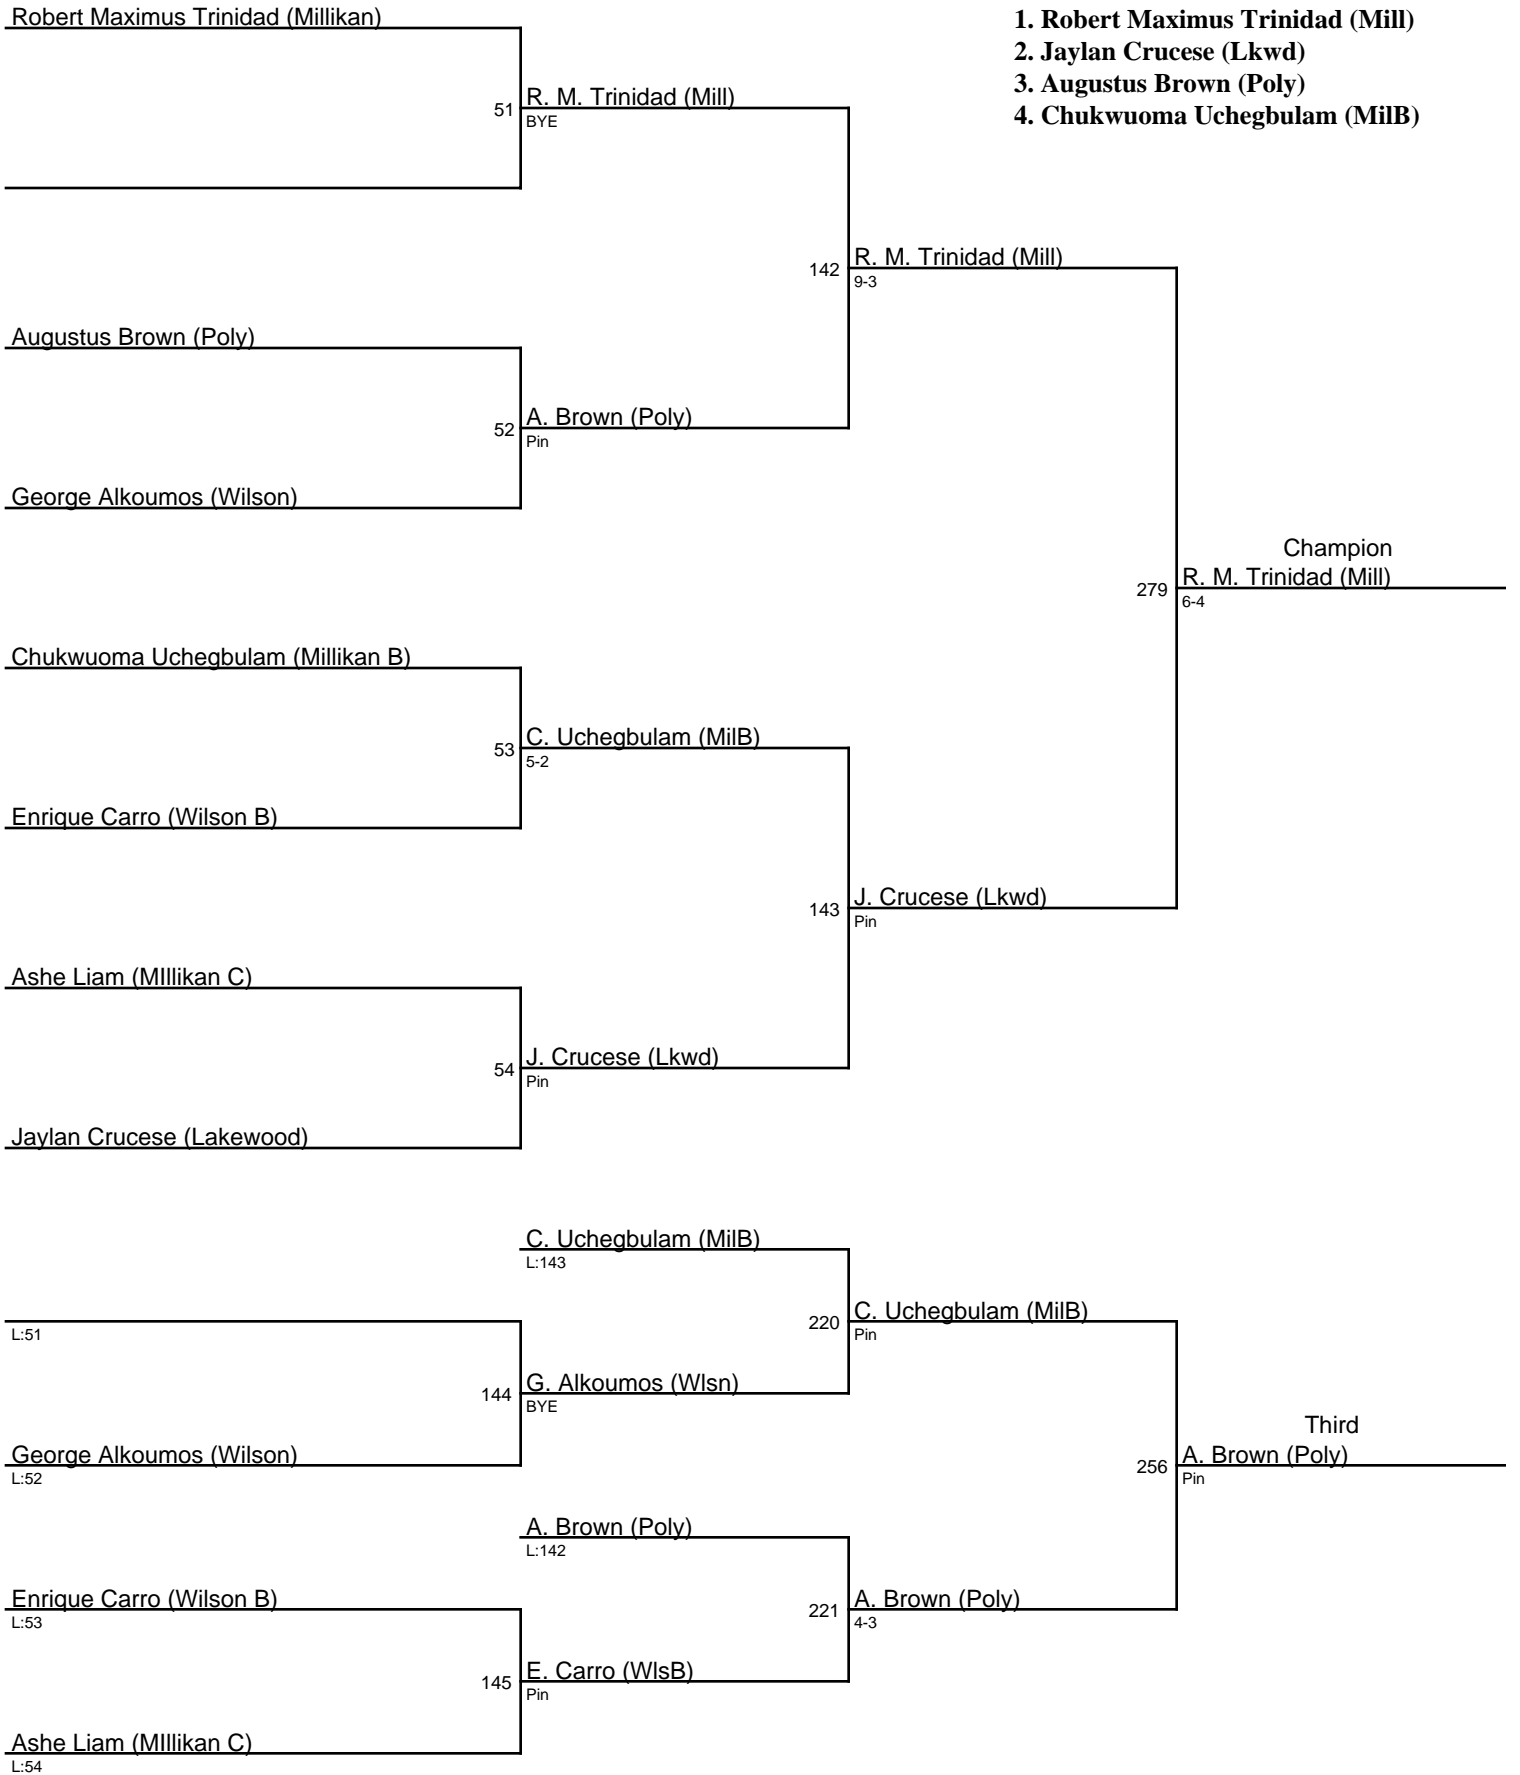 Robert Maximus Trinidad (Millikan)
1. Robert Maximus Trinidad (Mill)
2. Jaylan Crucese (Lkwd)
3. Augustus Brown (Poly)
4. Chukwuoma Uchegbulam (MilB)
51
R. M. Trinidad (Mill)
BYE
142
R. M. Trinidad (Mill)
9-3
Augustus Brown (Poly)
52
A. Brown (Poly)
Pin
George Alkoumos (Wilson)
Champion
279
R. M. Trinidad (Mill)
6-4
Chukwuoma Uchegbulam (Millikan B)
53
C. Uchegbulam (MilB)
5-2
Enrique Carro (Wilson B)
143
J. Crucese (Lkwd)
Pin
Ashe Liam (MIllikan C)
54
J. Crucese (Lkwd)
Pin
Jaylan Crucese (Lakewood)
C. Uchegbulam (MilB)
L:143
220
C. Uchegbulam (MilB)
Pin
L:51
144
G. Alkoumos (Wlsn)
BYE
Third
George Alkoumos (Wilson)
L:52
256
A. Brown (Poly)
Pin
A. Brown (Poly)
L:142
Enrique Carro (Wilson B)
L:53
221
A. Brown (Poly)
4-3
145
E. Carro (WlsB)
Pin
Ashe Liam (MIllikan C)
L:54